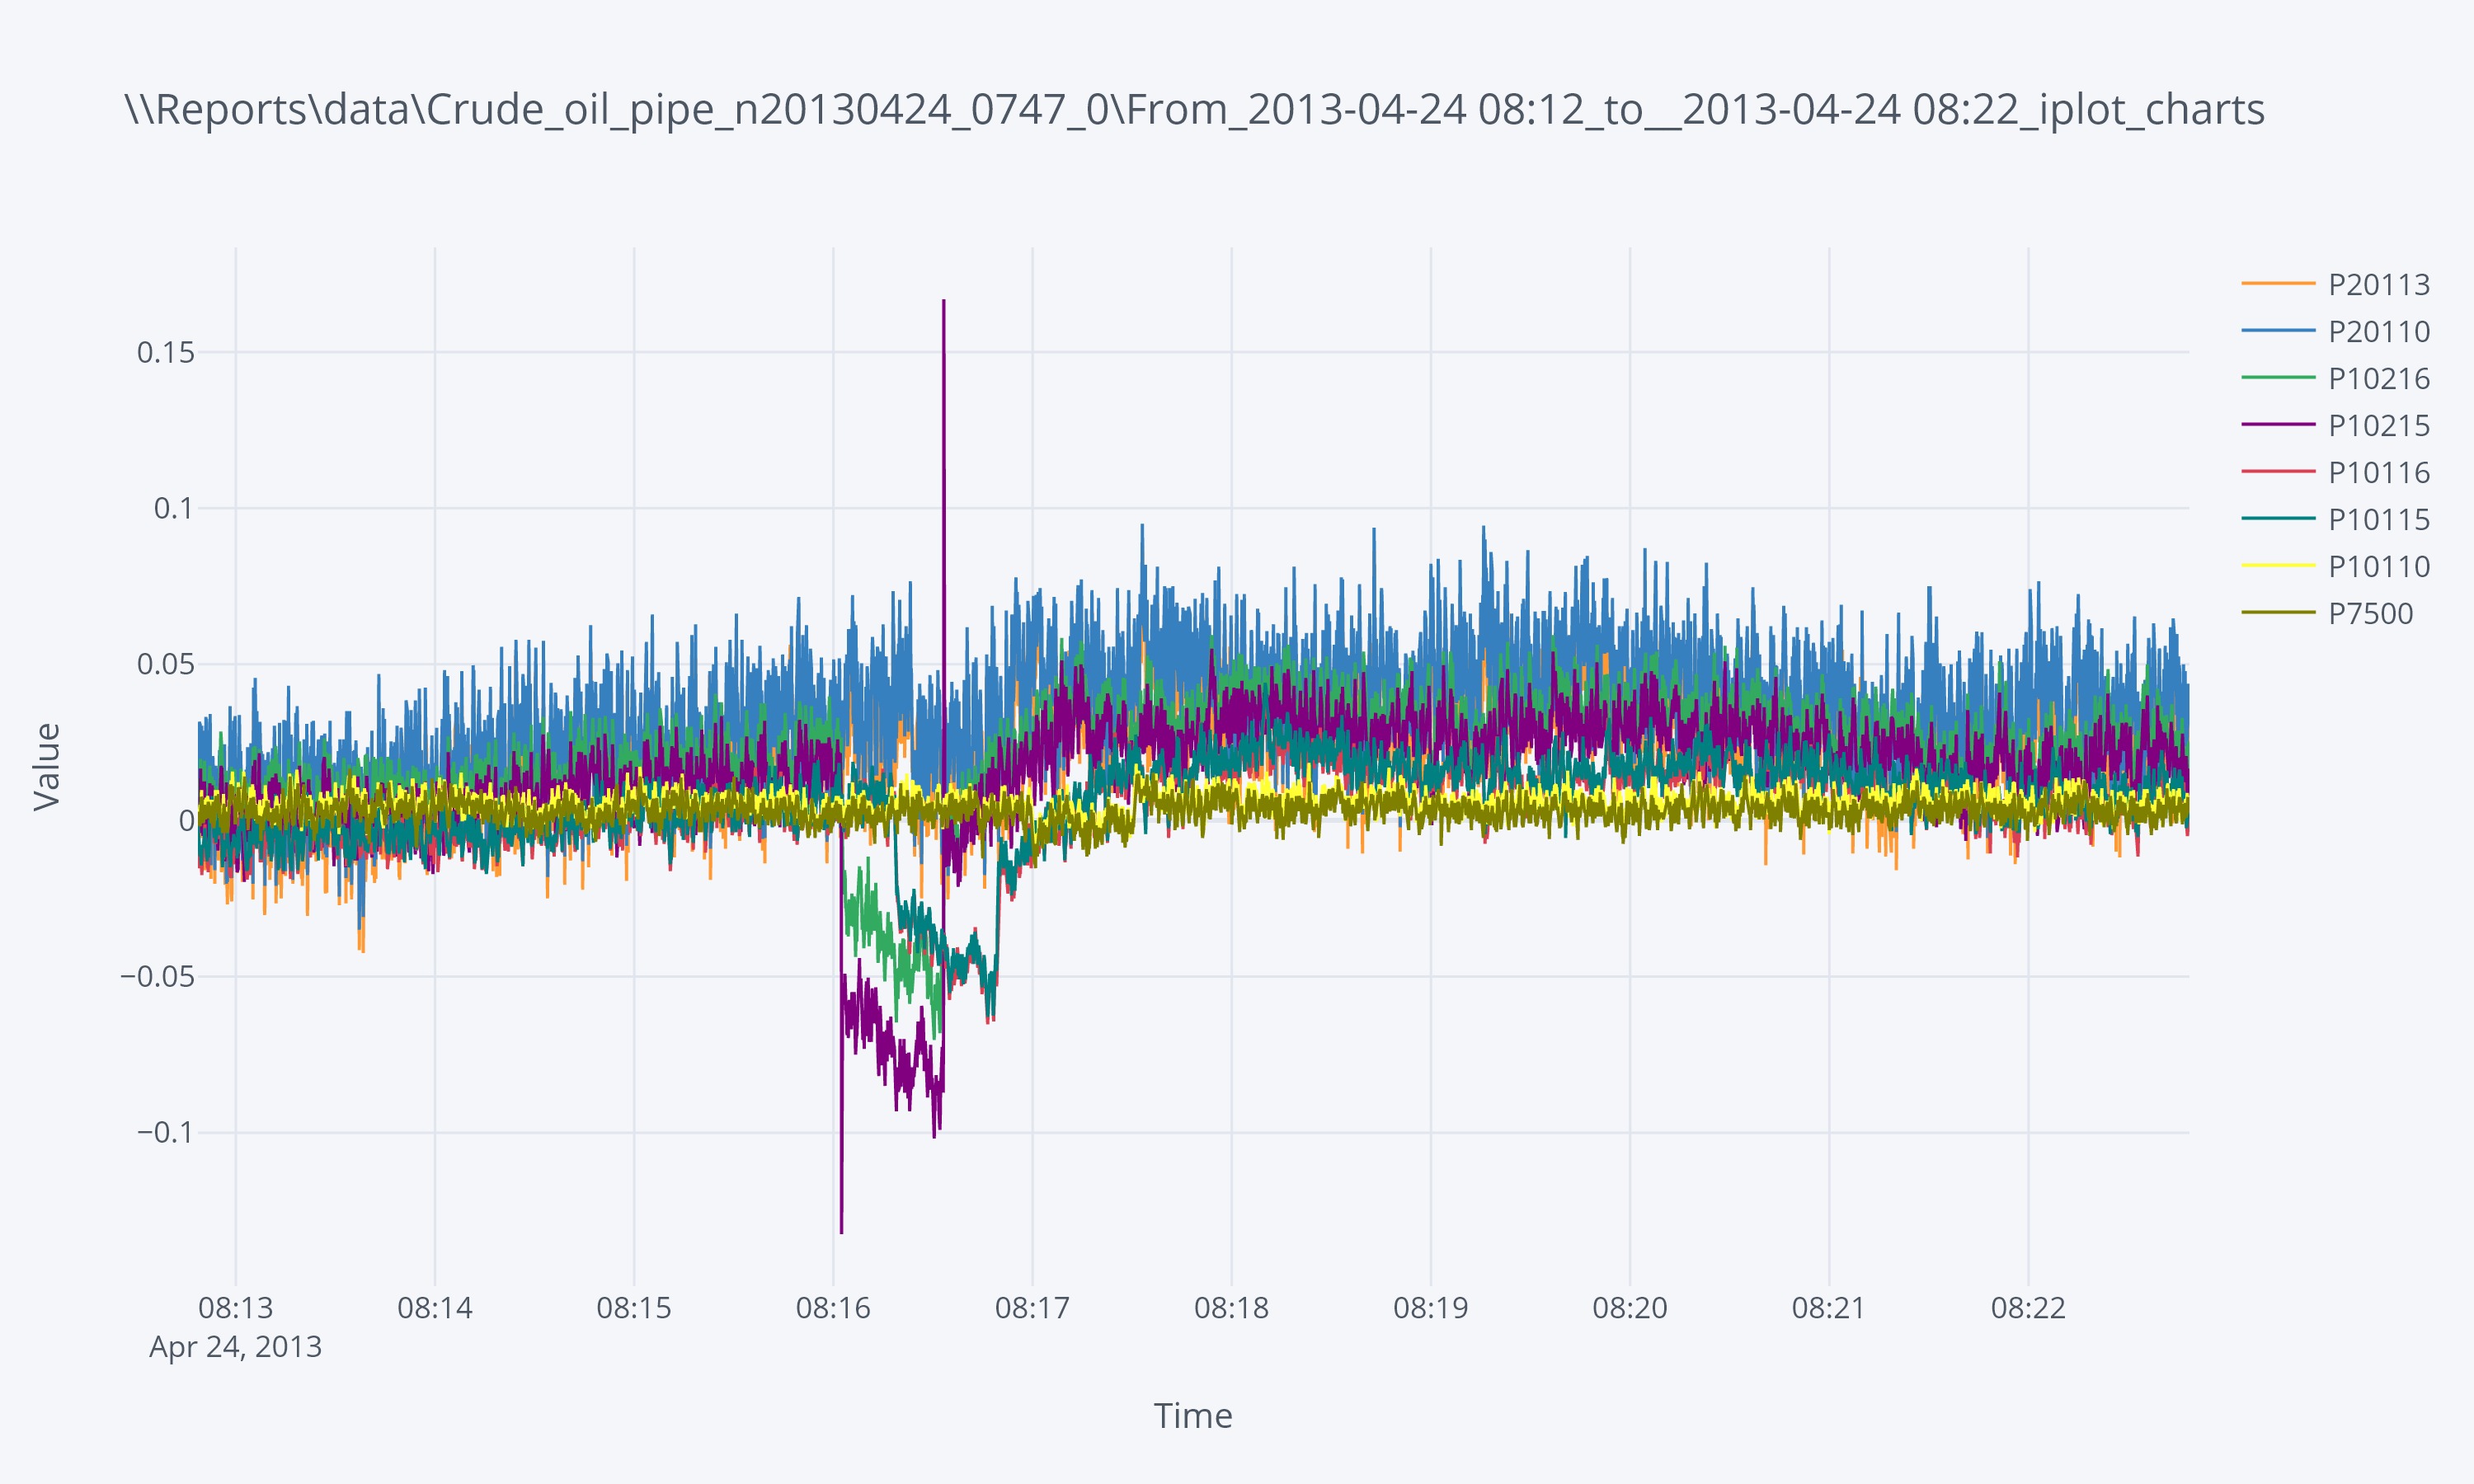 \\Reports\data\Crude_oil_pipe_n20130424_0747_0\From_2013-04-24 08:12_to__2013-04-24 08:22_iplot_charts
P20113
P20110
P10216
P10215
P10116
P10115
P10110
P7500
0.15
0.1
0.05
0
−0.05
−0.1
Value
08:13 08:14 08:15 08:16 08:17 08:18 08:19 08:20 08:21 08:22
Apr 24, 2013
Time